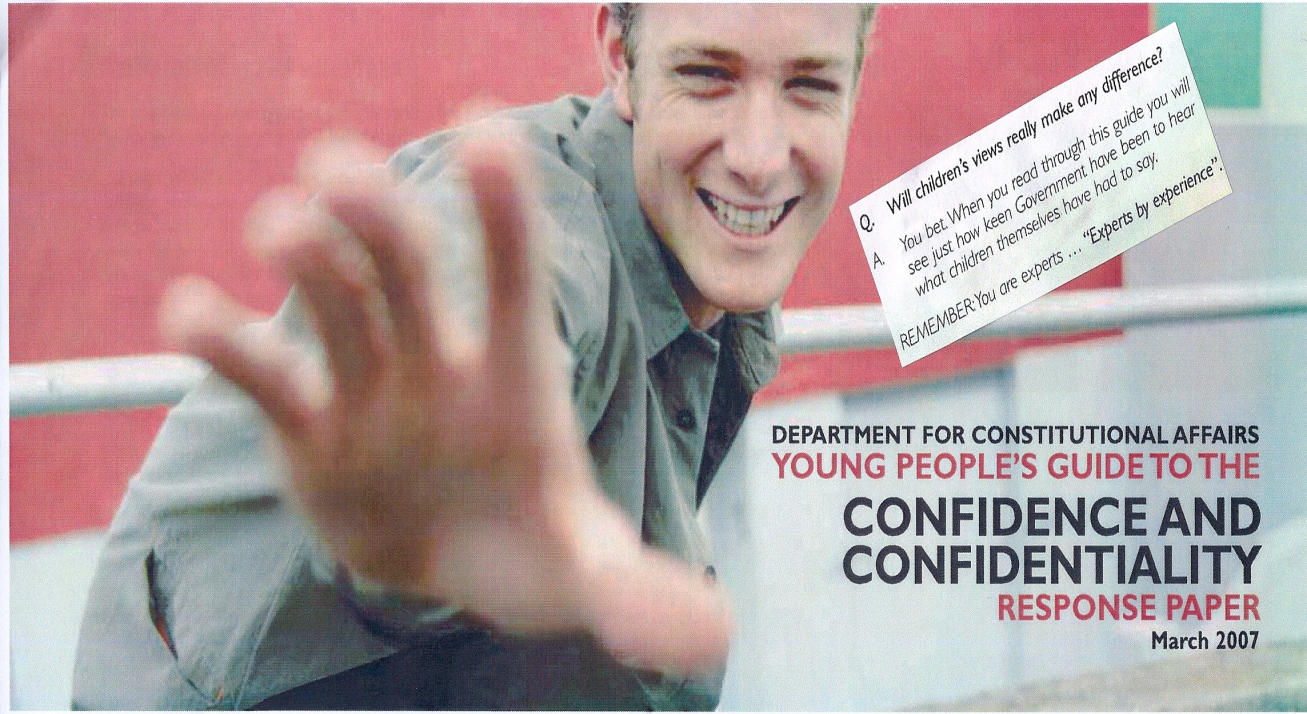 Q. Will children's views really make any difference?
A. You bet. When you read through this guide you will
see just how keen Government have been to hear
what children themselves have had to say.
REMEMBER: You are experts ... "Experts by experience".
DEPARTMENT FOR CONSTITUTIONAL AFFAIRS
YOUNG PEOPLE'S GUIDE TO THE
CONFIDENCE AND
CONFIDENTIALITY
RESPONSE PAPER
March 2007